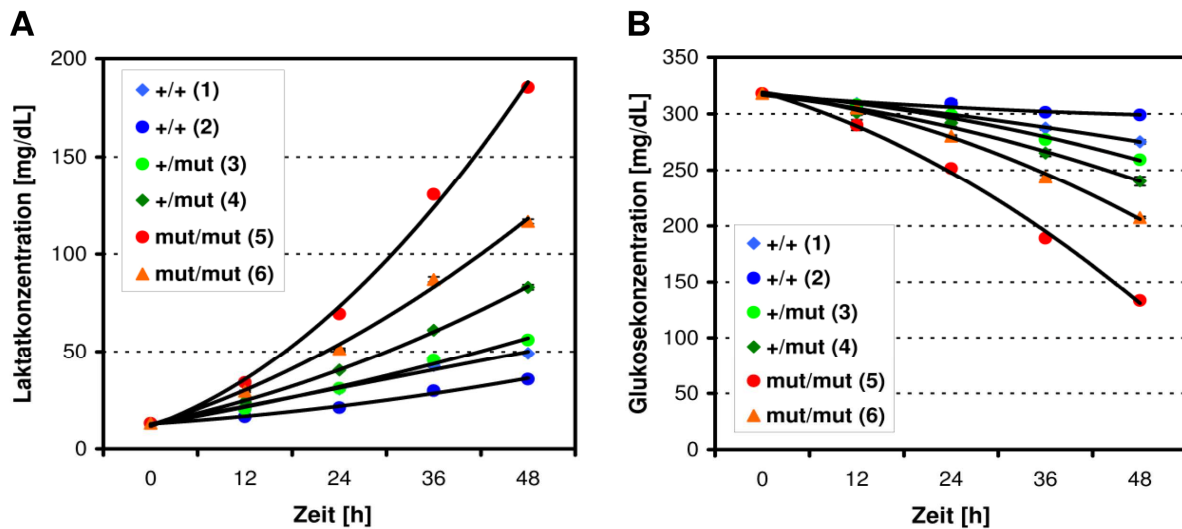 A
Laktatkonzentration [mg/dL]
200
150
100
50
0
+/+ (1)
+/+ (2)
+/mut (3)
+/mut (4)
mut/mut (5)
mut/mut (6)
0 12 24 36 48
Zeit [h]
B
Glukosekonzentration [mg/dL]
350
300
250
200
150
100
50
0
+/+ (1)
+/+ (2)
+/mut (3)
+/mut (4)
mut/mut (5)
mut/mut (6)
0 12 24 36 48
Zeit [h]